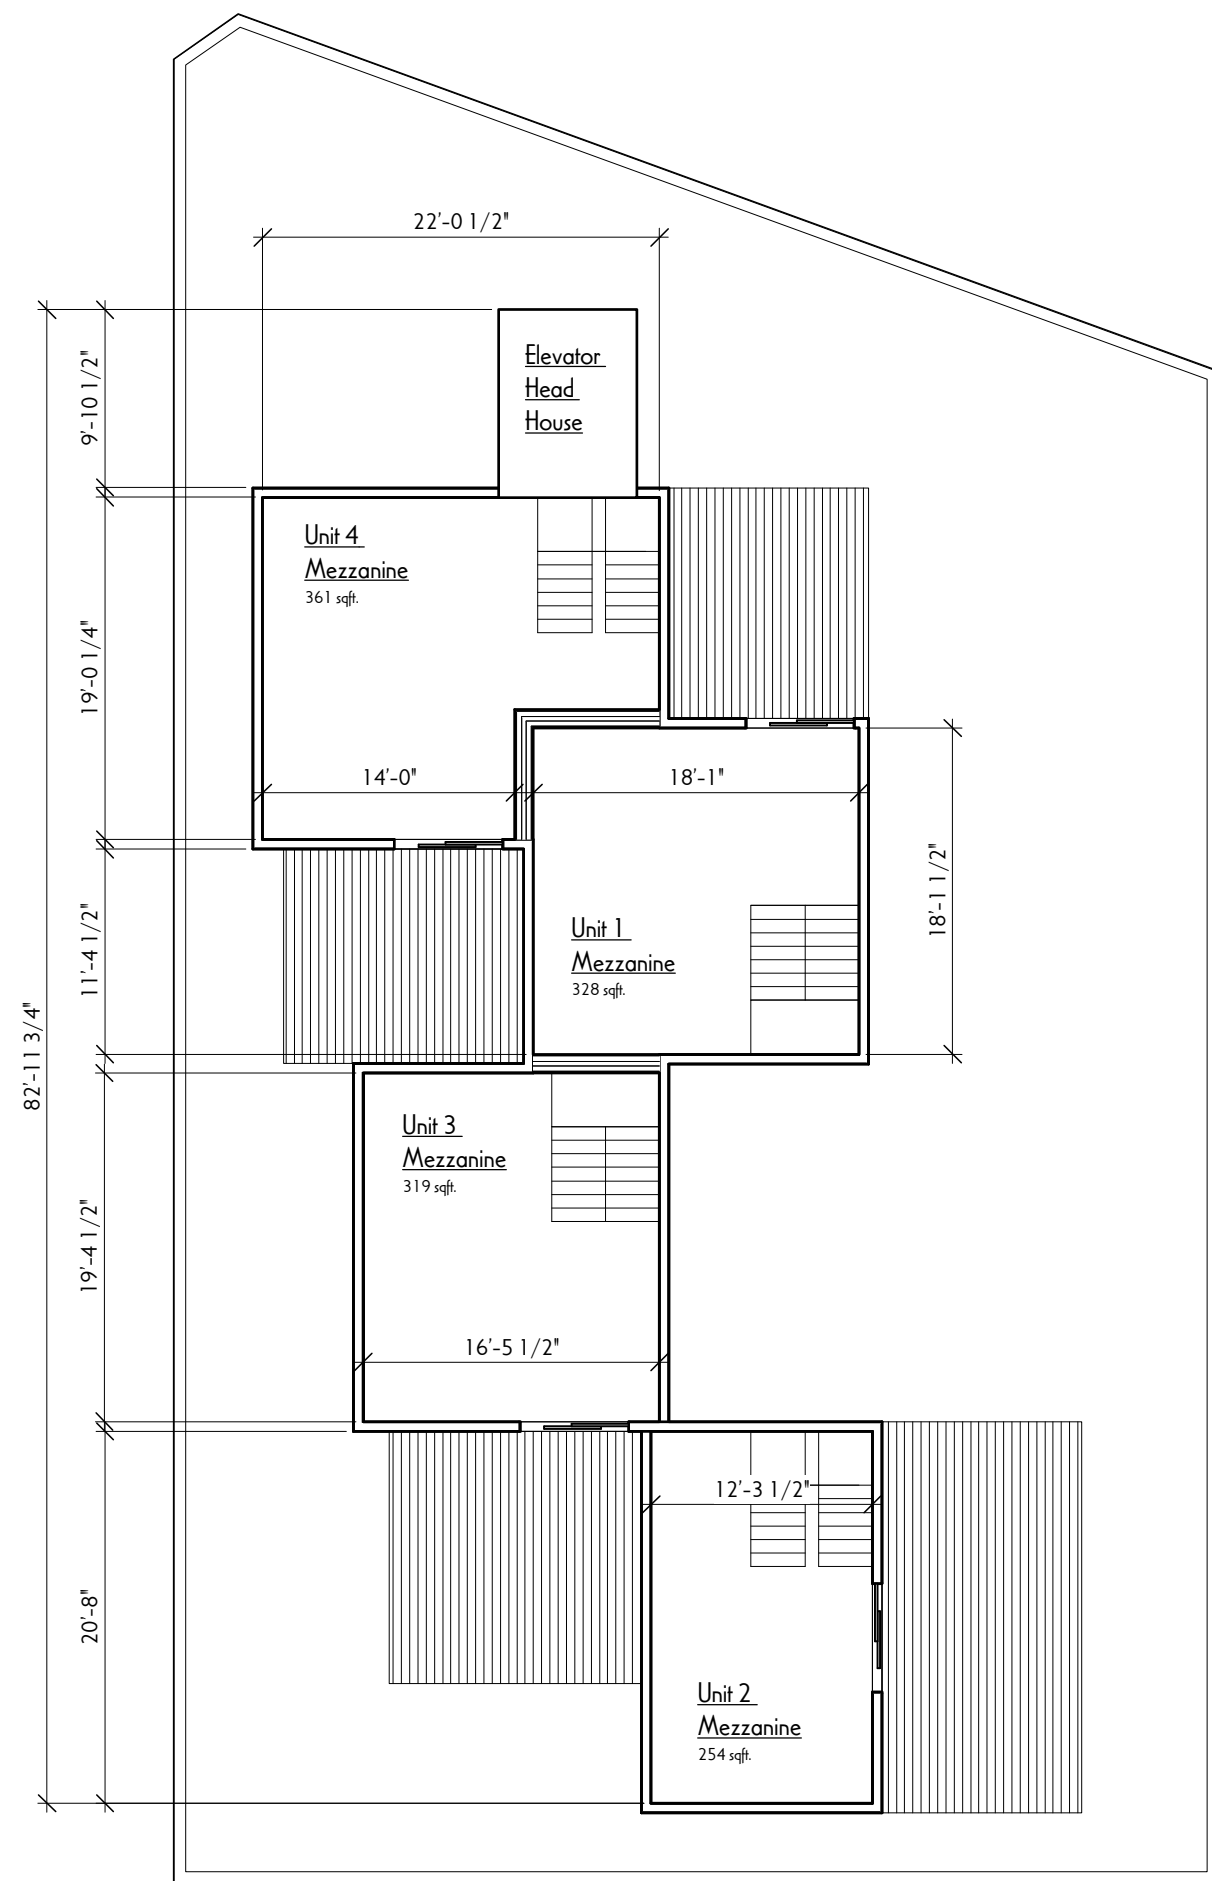 22'-0 1/2"
9'-10 1/2"
Elevator
Head
House
Unit 4
Mezzanine
361 sqft.
19'-0 1/4"
14'-0"
18'-1"
18'-1 1/2"
11'-4 1/2"
Unit 1
Mezzanine
328 sqft.
82'-11 3/4"
Unit 3
Mezzanine
319 sqft.
19'-4 1/2"
16'-5 1/2"
12'-3 1/2"
20'-8"
Unit 2
Mezzanine
254 sqft.